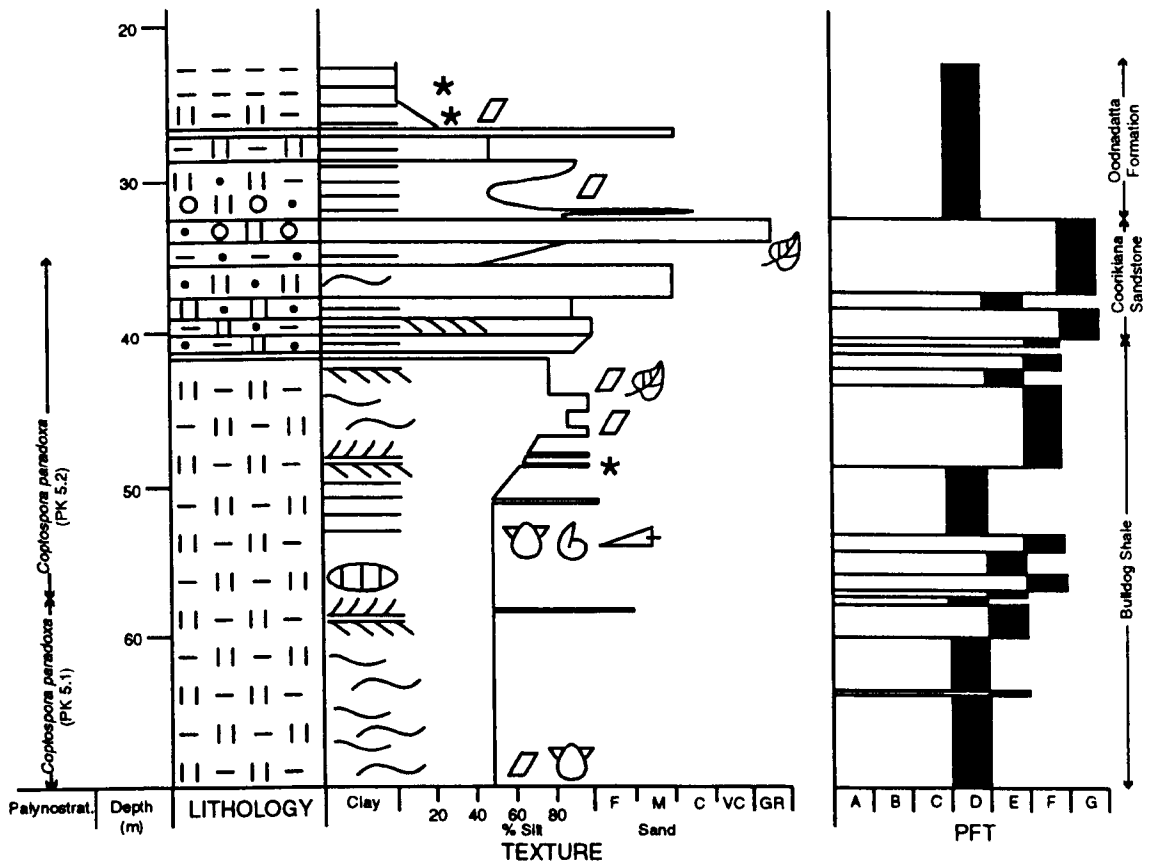 20
30
40
50
60
Coptospora paradoxa
(PK 5.2)
Coptospora paradoxa
(PK 5.1)
Oodnadatta
Formation
Coorikiana
Sandstone
Bulldog Shale
Palynostrat.
Depth
(m)
LITHOLOGY
Clay
20 40 60 80
% Silt
F M C VC GR
Sand
TEXTURE
A B C D E F G
PFT